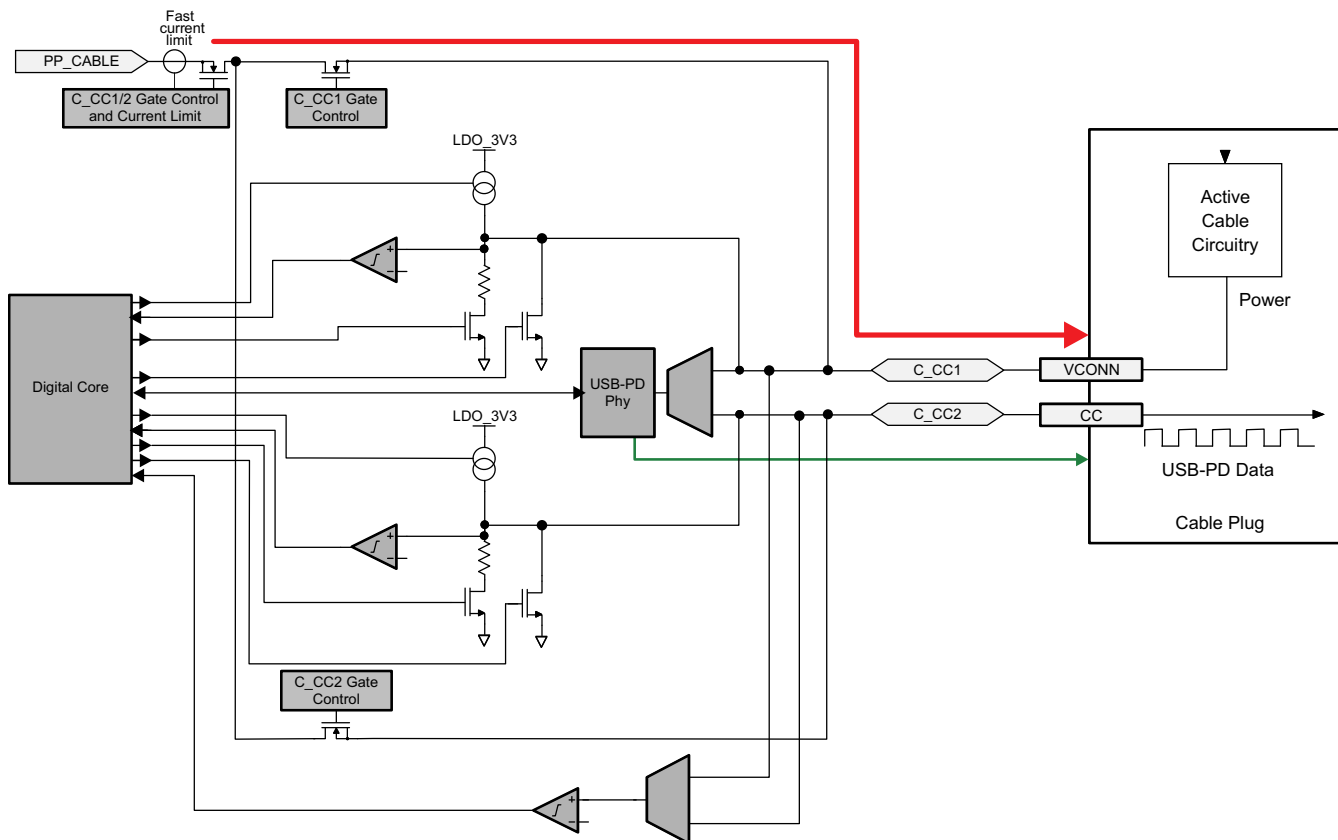 Fast
current
limit
PP_CABLE
C_CC1/2 Gate Control
and Current Limit
C_CC1 Gate
Control
LDO_3V3
Active
Cable
Circuitry
Power
+
−
Digital Core
USB-PD
Phy
C_CC1
VCONN
LDO_3V3
C_CC2
CC
USB-PD Data
Cable Plug
+
−
C_CC2 Gate
Control
+
−